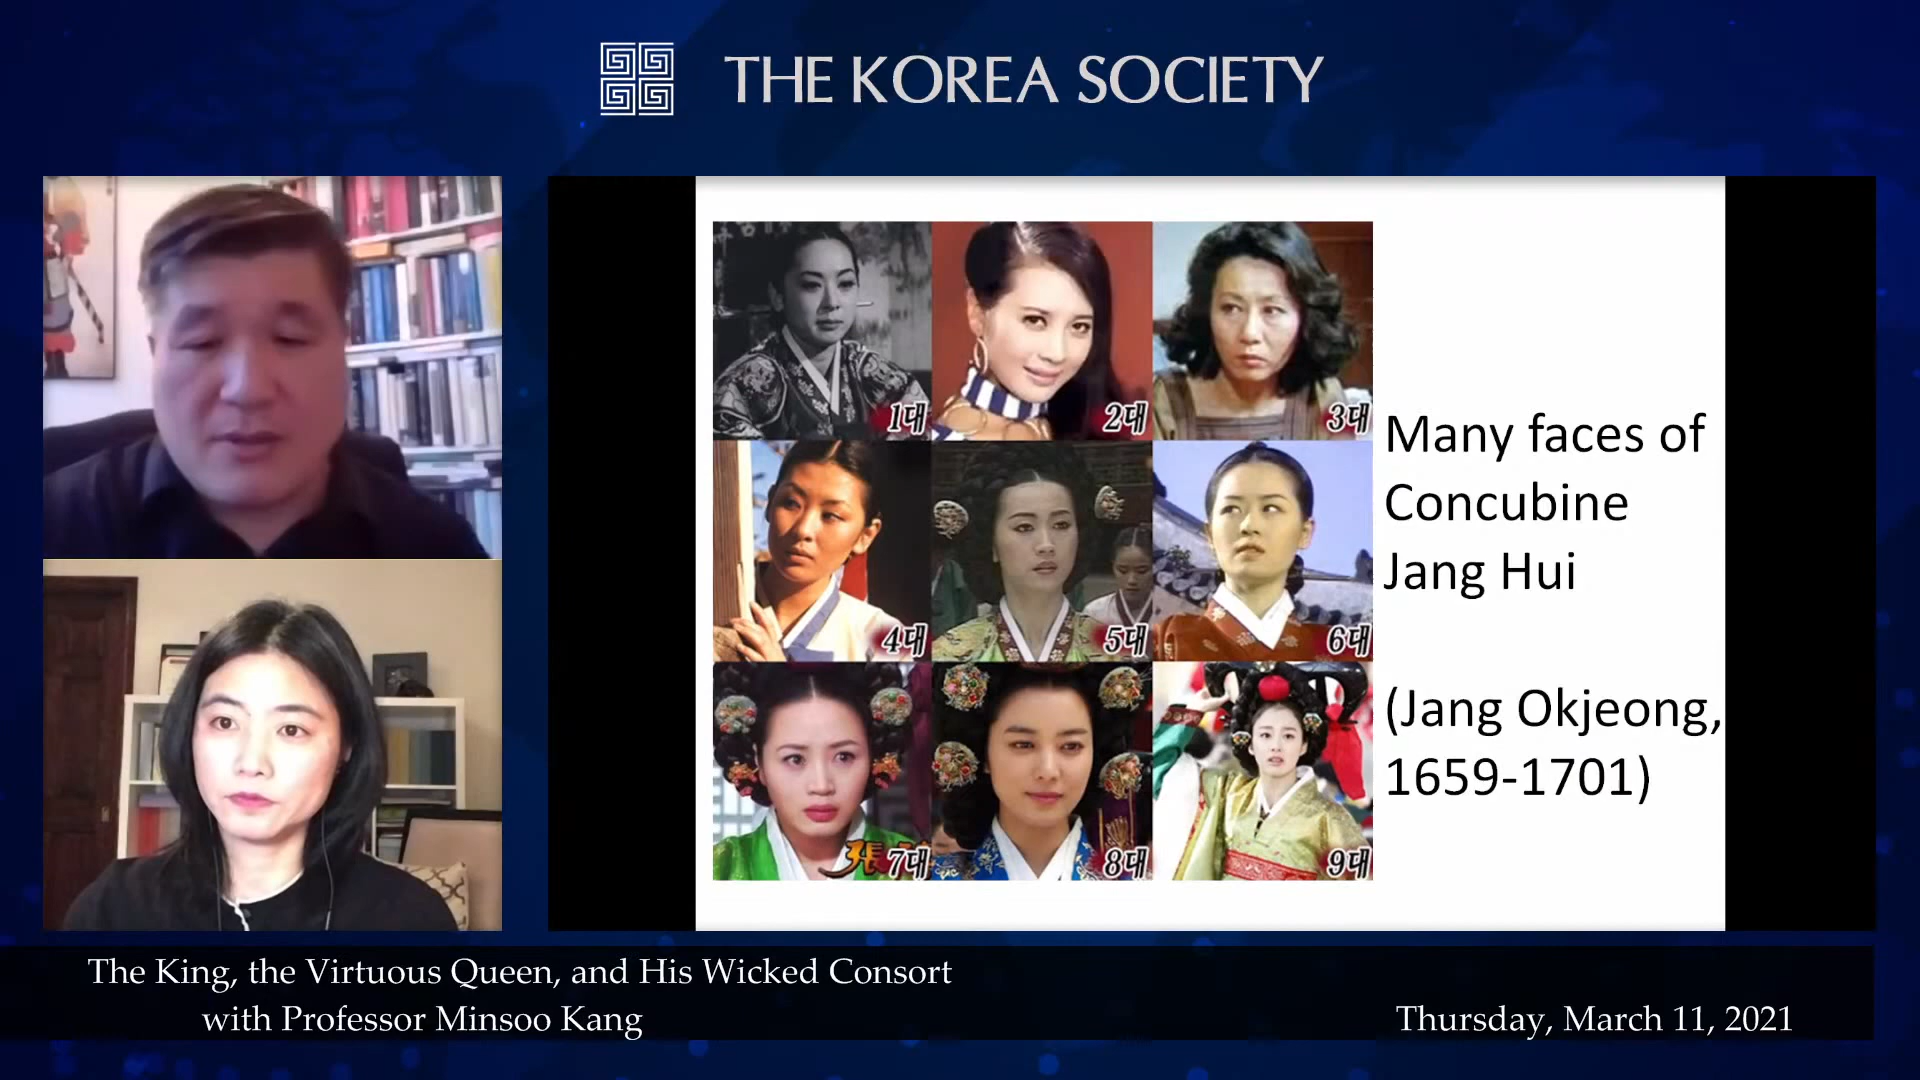 THE KOREA SOCIETY
1대
2대
3대
4대
5대
6대
張
7대
8대
9대
Many faces of
Concubine
Jang Hui
(Jang Okjeong,
1659-1701)
The King, the Virtuous Queen, and His Wicked Consort
with Professor Minsoo Kang
Thursday, March 11, 2021